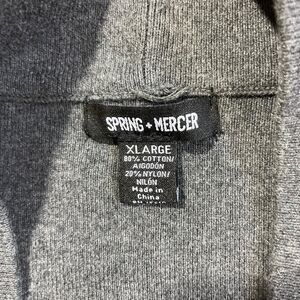 SPRING + MERCER
XLARGE
80% COTTON/
ALGODÓN
20% NYLON/
NILÓN
Made in
China